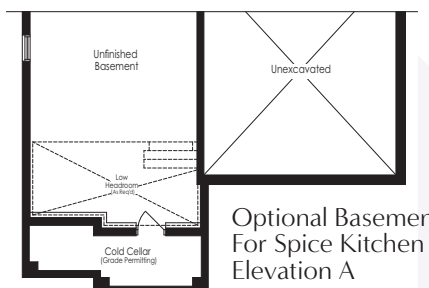 Unfinished
Basement
Unexcavated
Low
Headroom
(As Req'd)
Cold Cellar
(Grade Permitting)
Optional Basemen
For Spice Kitchen
Elevation A